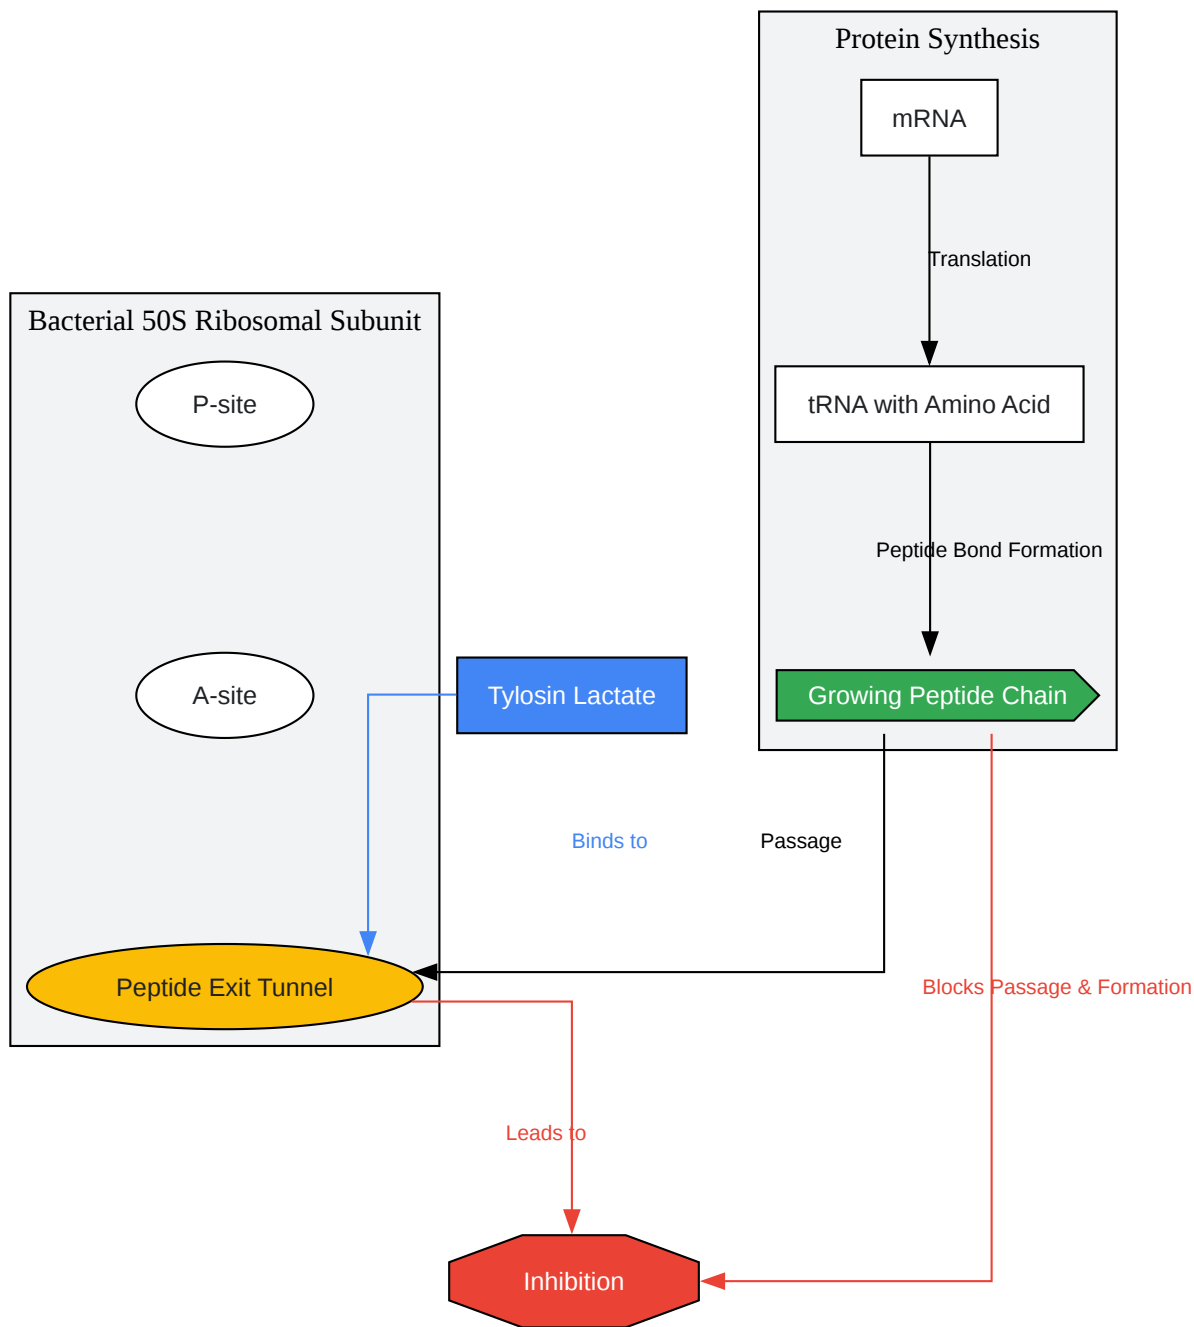 Protein Synthesis
mRNA
Translation
Bacterial 50S Ribosomal Subunit
P-site
tRNA with Amino Acid
Peptide Bond Formation
A-site
Tylosin Lactate
Growing Peptide Chain
Binds to
Passage
Peptide Exit Tunnel
Blocks Passage & Formation
Leads to
Inhibition